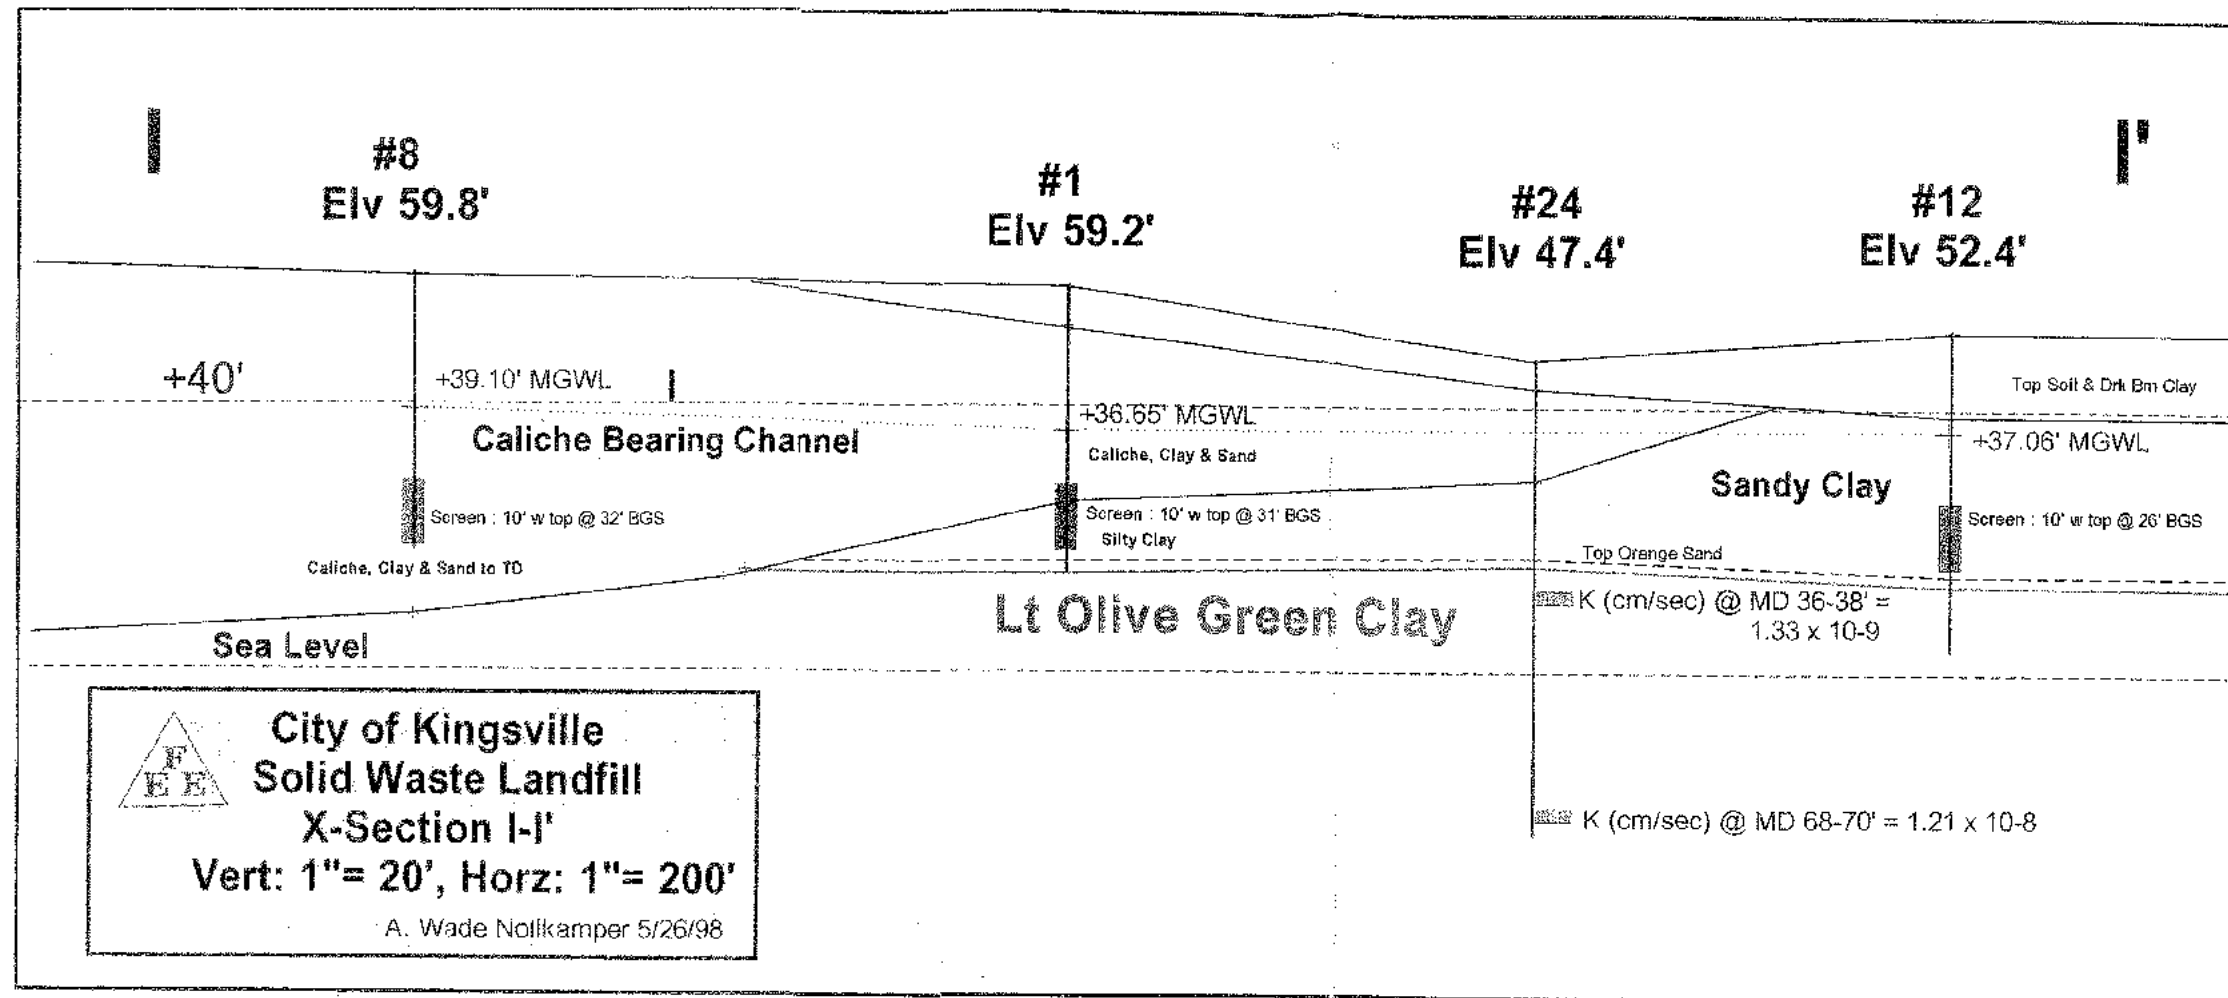 I
I'
#8
Elv 59.8'
#1
Elv 59.2'
#24
Elv 47.4'
#12
Elv 52.4'
+40'
+39.10' MGWL
+36.65' MGWL
+37.06' MGWL
Top Soil & Drk Brn Clay
Caliche Bearing Channel
Caliche, Clay & Sand
Sandy Clay
Screen : 10' w top @ 32' BGS
Screen : 10' w top @ 31' BGS
Silty Clay
Screen : 10' w top @ 26' BGS
Caliche, Clay & Sand to TD
Top Orange Sand
Lt Olive Green Clay
K (cm/sec) @ MD 36-38' =
1.33 x 10-9
Sea Level
K (cm/sec) @ MD 68-70' = 1.21 x 10-8
F
E E
City of Kingsville
Solid Waste Landfill
X-Section I-I'
Vert: 1"= 20', Horz: 1"= 200'
A. Wade Nollkamper 5/26/98